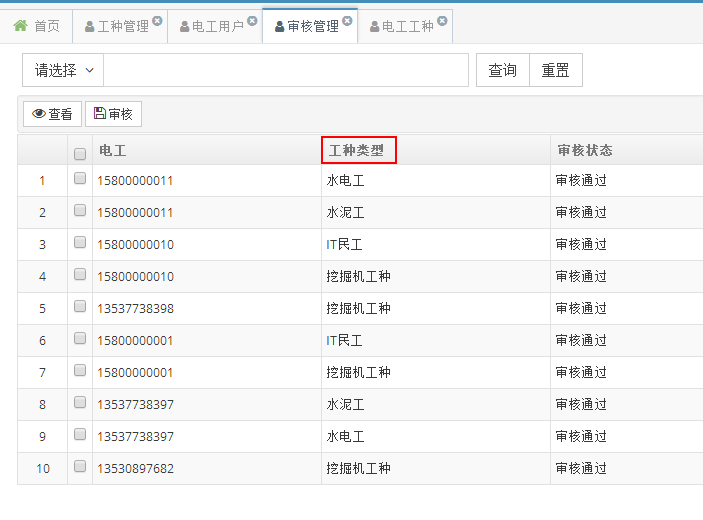 首页 工种管理 电工用户 审核管理 电工工种
请选择 查询 重置
查看 审核
电工 工种类型 审核状态
1 15800000011 水电工 审核通过
2 15800000011 水泥工 审核通过
3 15800000010 IT民工 审核通过
4 15800000010 挖掘机工种 审核通过
5 13537738398 挖掘机工种 审核通过
6 15800000001 IT民工 审核通过
7 15800000001 挖掘机工种 审核通过
8 13537738397 水泥工 审核通过
9 13537738397 水电工 审核通过
10 13530897682 挖掘机工种 审核通过